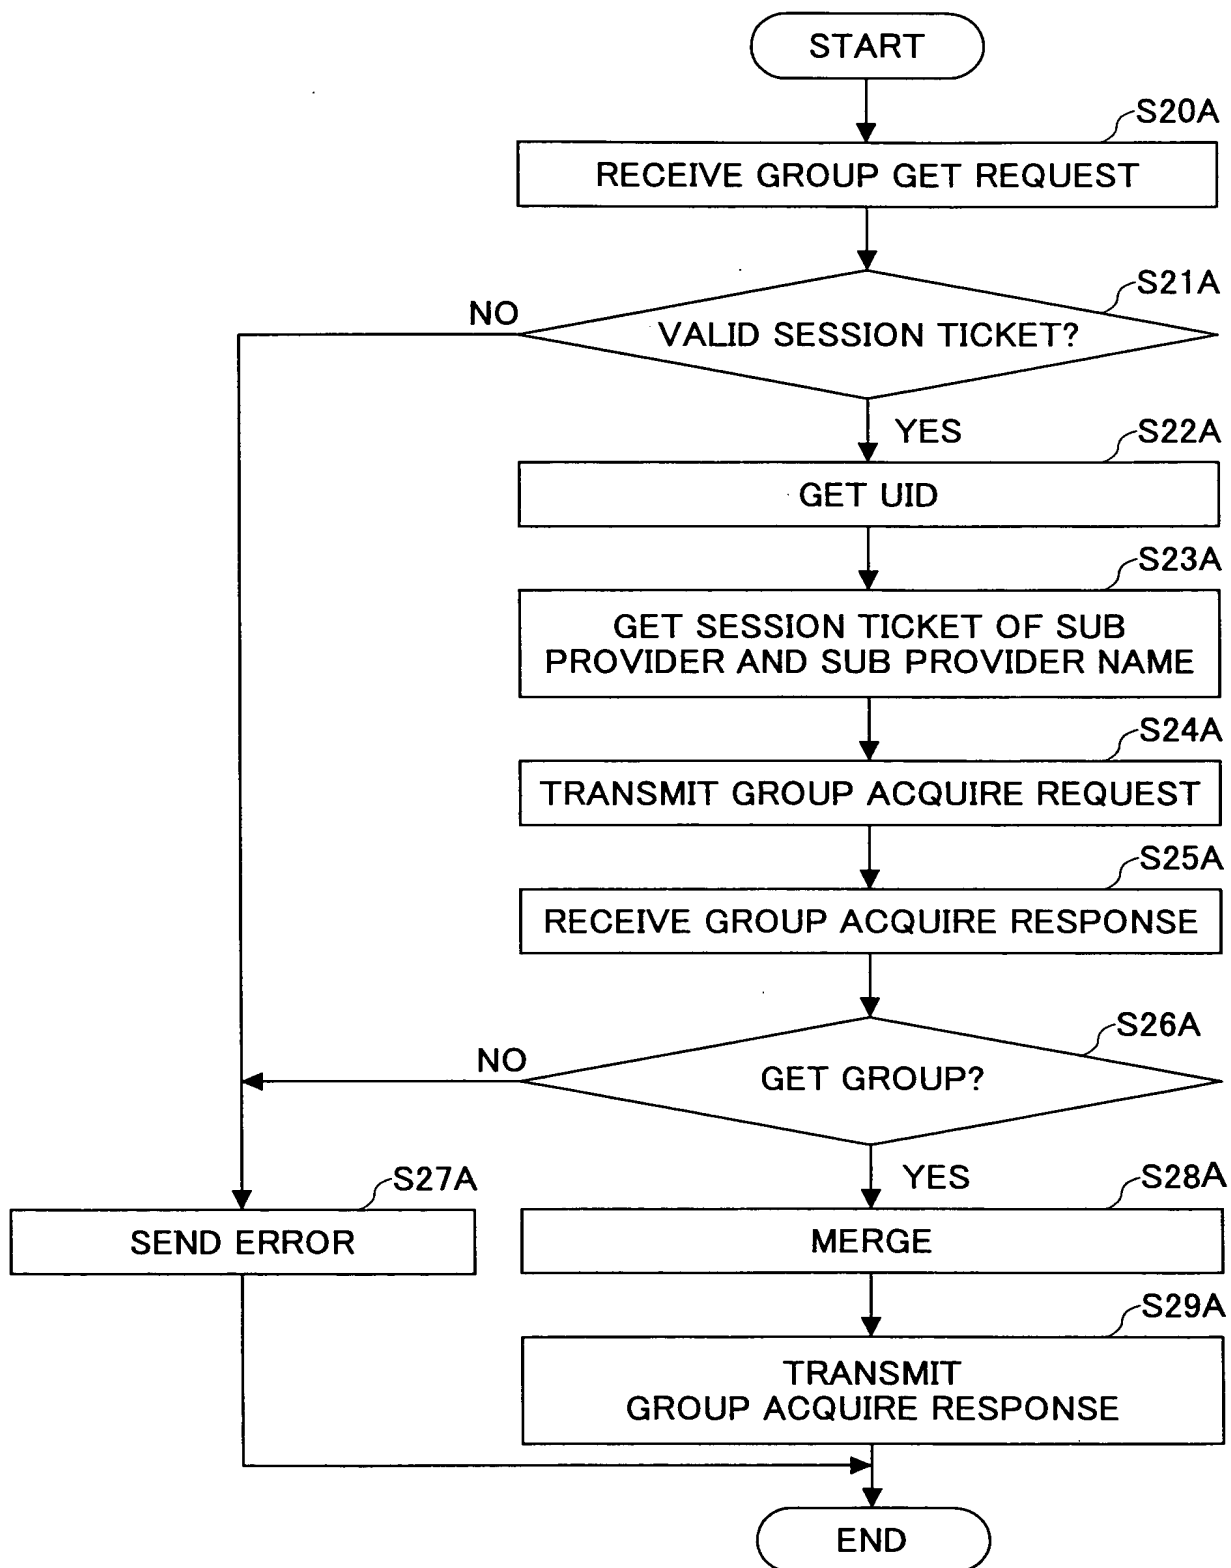 START
S20A
RECEIVE GROUP GET REQUEST
S21A
NO
VALID SESSION TICKET?
YES
S22A
GET UID
S23A
GET SESSION TICKET OF SUB
PROVIDER AND SUB PROVIDER NAME
S24A
TRANSMIT GROUP ACQUIRE REQUEST
S25A
RECEIVE GROUP ACQUIRE RESPONSE
S26A
NO
GET GROUP?
YES
S27A
SEND ERROR
S28A
MERGE
S29A
TRANSMIT
GROUP ACQUIRE RESPONSE
END